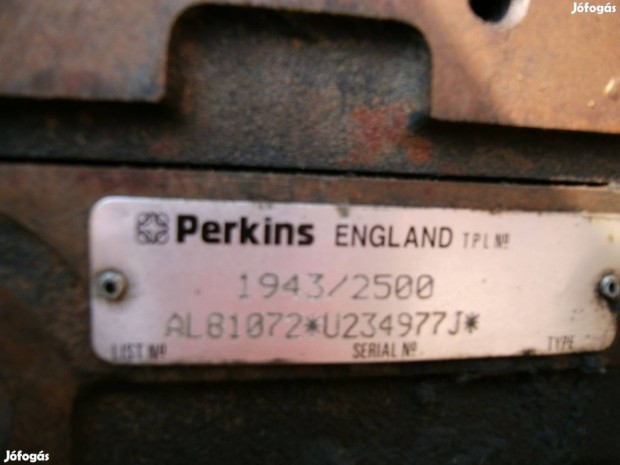 Jófogás
Perkins ENGLAND T.P.L.Nº
1943/2500
AL81072*U234977J*
LIST Nº SERIAL Nº TYPE
Jófogás